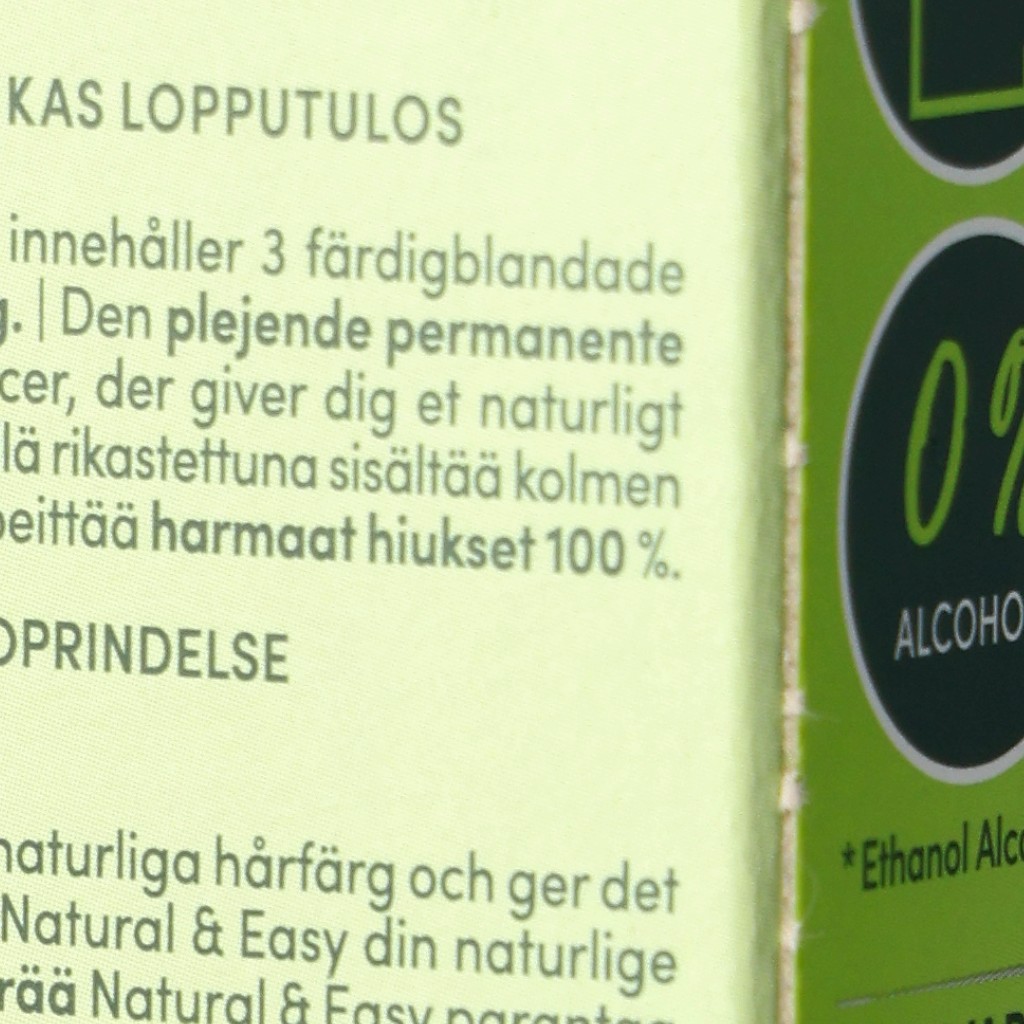 KAS LOPPUTULOS
innehåller 3 färdigblandade
g. | Den plejende permanente
cer, der giver dig et naturligt
lä rikastettuna sisältää kolmen
peittää harmaat hiukset 100 %.
OPRINDELSE
naturliga hårfärg och ger det
Natural & Easy din naturlige
rää Natural & Easy parantaa
0 %
ALCOHO
*Ethanol Alco